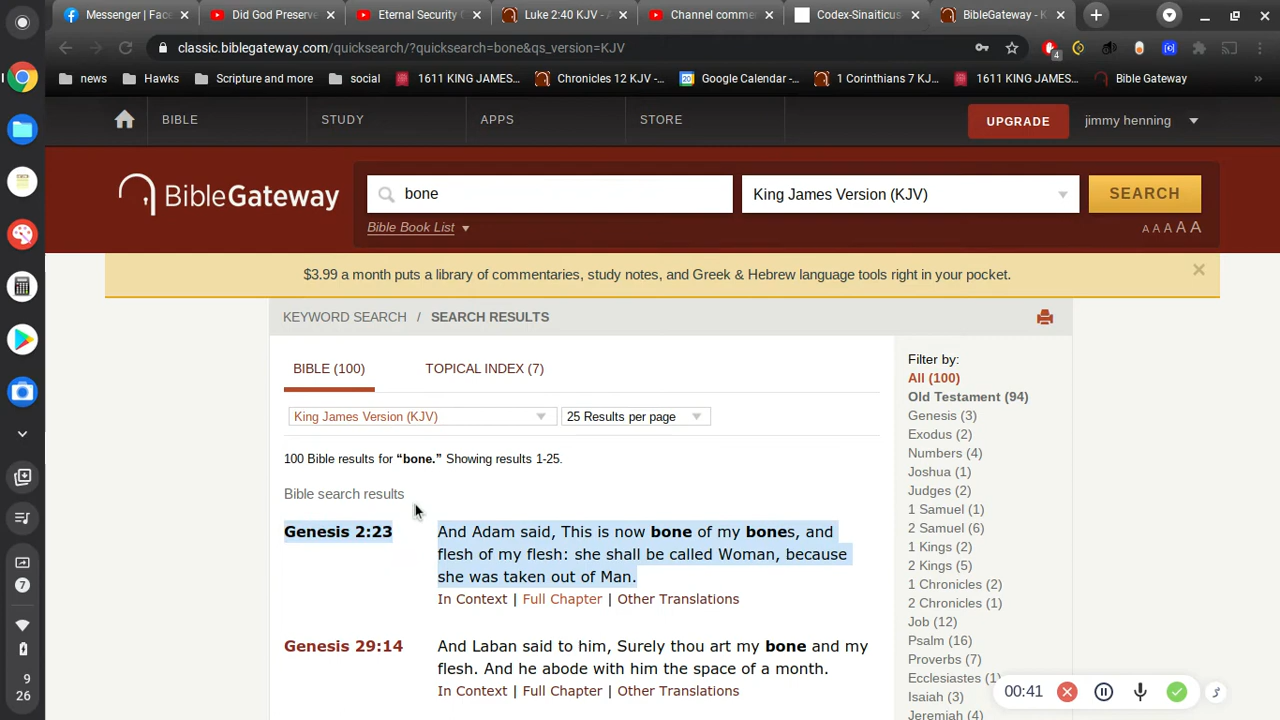 Messenger | Face
Did God Preserve
Eternal Security
Luke 2:40 KJV - A
Channel comme
Codex-Sinaiticus
BibleGateway - K
classic.biblegateway.com/quicksearch/?quicksearch=bone&qs_version=KJV
4
news
Hawks
Scripture and more
social
1611 KING JAMES...
Chronicles 12 KJV -...
20
Google Calendar -...
1 Corinthians 7 KJ...
1611 KING JAMES...
Bible Gateway
»
BIBLE
STUDY
APPS
STORE
UPGRADE
jimmy henning
BibleGateway
bone
King James Version (KJV)
SEARCH
Bible Book List
A A A A A
$3.99 a month puts a library of commentaries, study notes, and Greek & Hebrew language tools right in your pocket.
KEYWORD SEARCH / SEARCH RESULTS
BIBLE (100)
TOPICAL INDEX (7)
King James Version (KJV)
25 Results per page
100 Bible results for “bone.” Showing results 1-25.
Bible search results
Genesis 2:23
And Adam said, This is now bone of my bones, and
flesh of my flesh: she shall be called Woman, because
she was taken out of Man.
In Context | Full Chapter | Other Translations
Genesis 29:14
And Laban said to him, Surely thou art my bone and my
flesh. And he abode with him the space of a month.
In Context | Full Chapter | Other Translations
Filter by:
All (100)
Old Testament (94)
Genesis (3)
Exodus (2)
Numbers (4)
Joshua (1)
Judges (2)
1 Samuel (1)
2 Samuel (6)
1 Kings (2)
2 Kings (5)
1 Chronicles (2)
2 Chronicles (1)
Job (12)
Psalm (16)
Proverbs (7)
Ecclesiastes (1)
Isaiah (3)
Jeremiah (4)
00:41
7
9
26